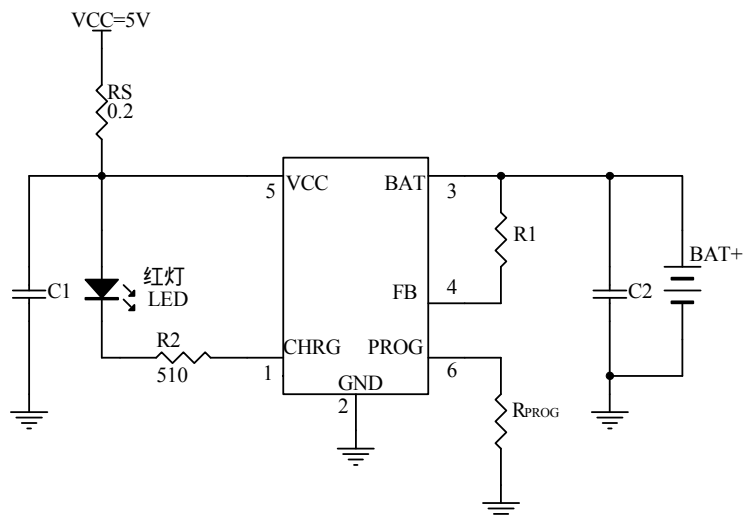 VCC=5V
RS
0.2
5
VCC
BAT
3
R1
BAT+
C1
红灯
LED
FB
4
C2
R2
510
CHRG
1
PROG
6
GND
2
RPROG